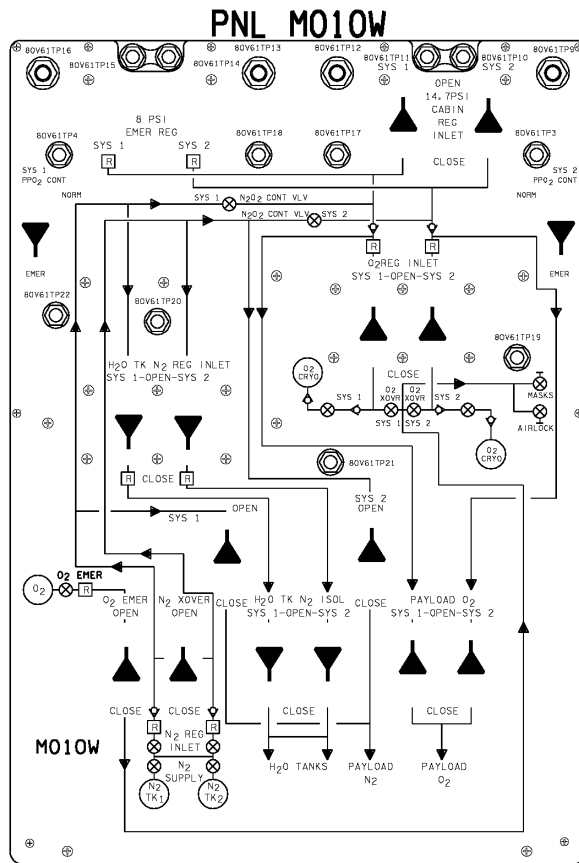 PNL MO10W
80V61TP16
80V61TP15
80V61TP14
80V61TP13
80V61TP12
80V61TP11
SYS 1
80V61TP10
SYS 2
80V61TP9
OPEN
14.7PSI
CABIN
REG
INLET
CLOSE
8 PSI
EMER REG
SYS 1 SYS 2
R R
80V61TP18
80V61TP17
80V61TP4
SYS 1
PPO2 CONT
NORM
EMER
80V61TP3
SYS 2
PPO2 CONT
NORM
EMER
SYS 1 N2O2 CONT VLV
N2O2 CONT VLV SYS 2
R R
O2REG INLET
SYS 1-OPEN-SYS 2
80V61TP22
80V61TP20
80V61TP19
H2O TK N2 REG INLET
SYS 1-OPEN-SYS 2
O2
CRYO
CLOSE
SYS 1
O2
XOVR
O2
XOVR
SYS 2
SYS 1 SYS 2
MASKS
AIRLOCK
O2
CRYO
R CLOSE R
80V61TP21
SYS 1
OPEN
SYS 2
OPEN
O2 EMER
O2
R
O2 EMER
OPEN
N2 XOVER
OPEN
CLOSE
H2O TK N2 ISOL
SYS 1-OPEN-SYS 2
CLOSE
PAYLOAD O2
SYS 1-OPEN-SYS 2
CLOSE CLOSE
CLOSE
CLOSE
R R
N2 REG
INLET
MO10W
N2
SUPPLY
N2
TK1
N2
TK2
H2O TANKS
PAYLOAD
N2
PAYLOAD
O2